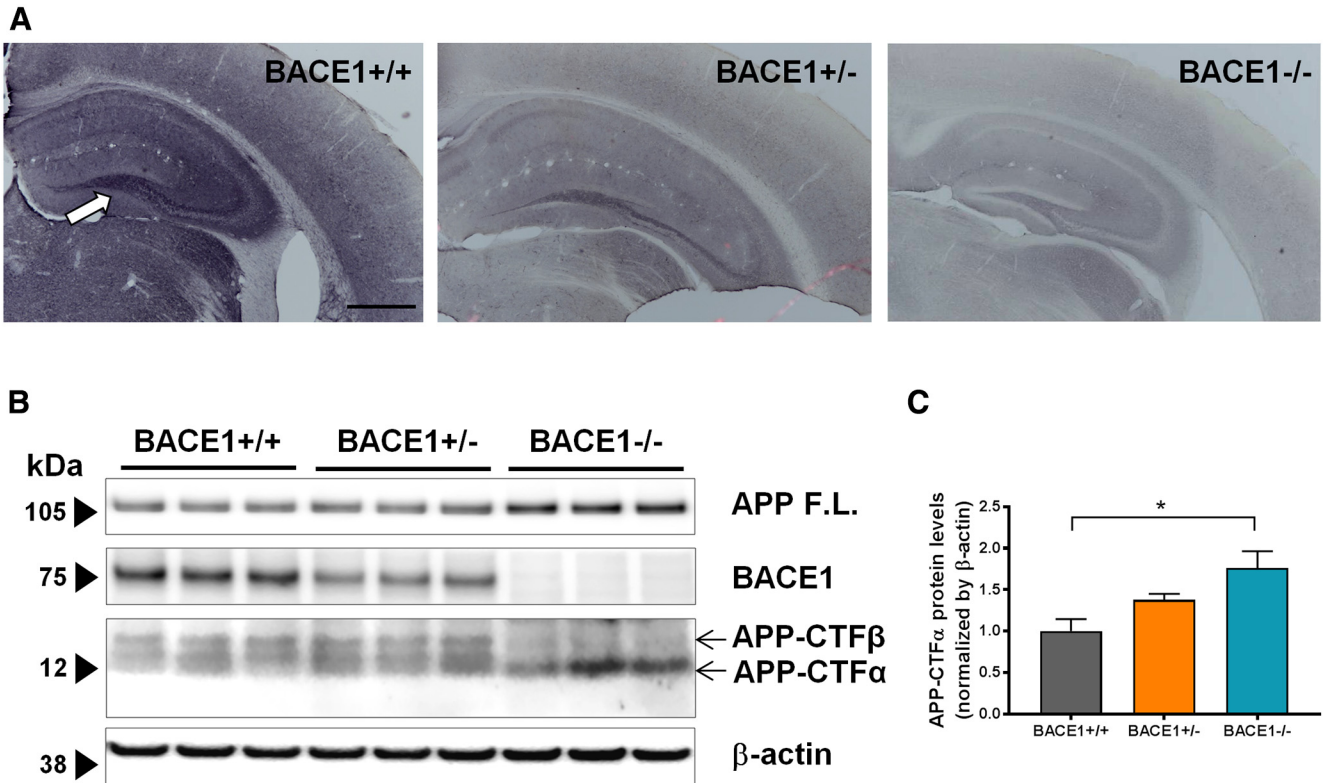 A
BACE1+/+
BACE1+/-
BACE1-/-
B
BACE1+/+
BACE1+/-
BACE1-/-
kDa
105
APP F.L.
75
BACE1
APP-CTFβ
12
APP-CTFα
38
β-actin
C
APP-CTFα protein levels
(normalized by β-actin)
2.5
2.0
1.5
1.0
0.5
0.0
*
BACE1+/+
BACE1+/-
BACE1-/-